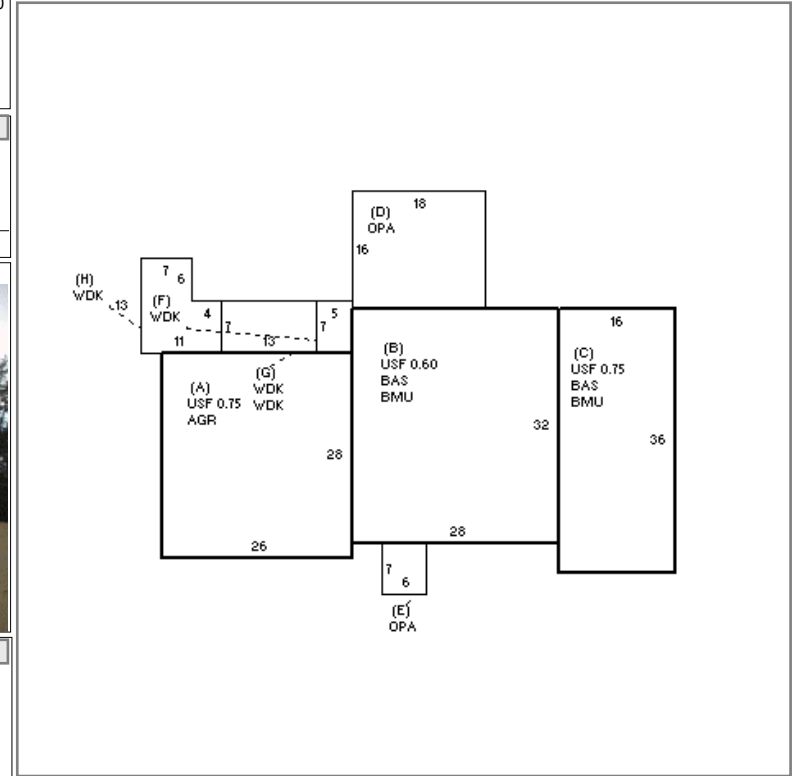 18
(D)
OPA
16
7
6
(H)
WDK
13
(F)
WDK
4
7
5
7
11
13
16
(B)
USF 0.60
BAS
BMU
(C)
USF 0.75
BAS
BMU
(G)
WDK
WDK
(A)
USF 0.75
AGR
32
36
28
28
26
7
6
(E)
OPA